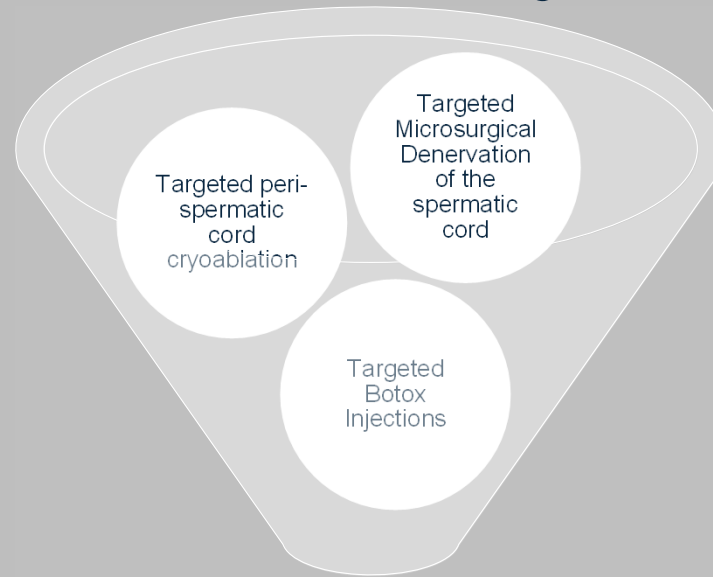 Targeted peri-
spermatic
cord
cryoablation
Targeted
Microsurgical
Denervation
of the
spermatic
cord
Targeted
Botox
Injections